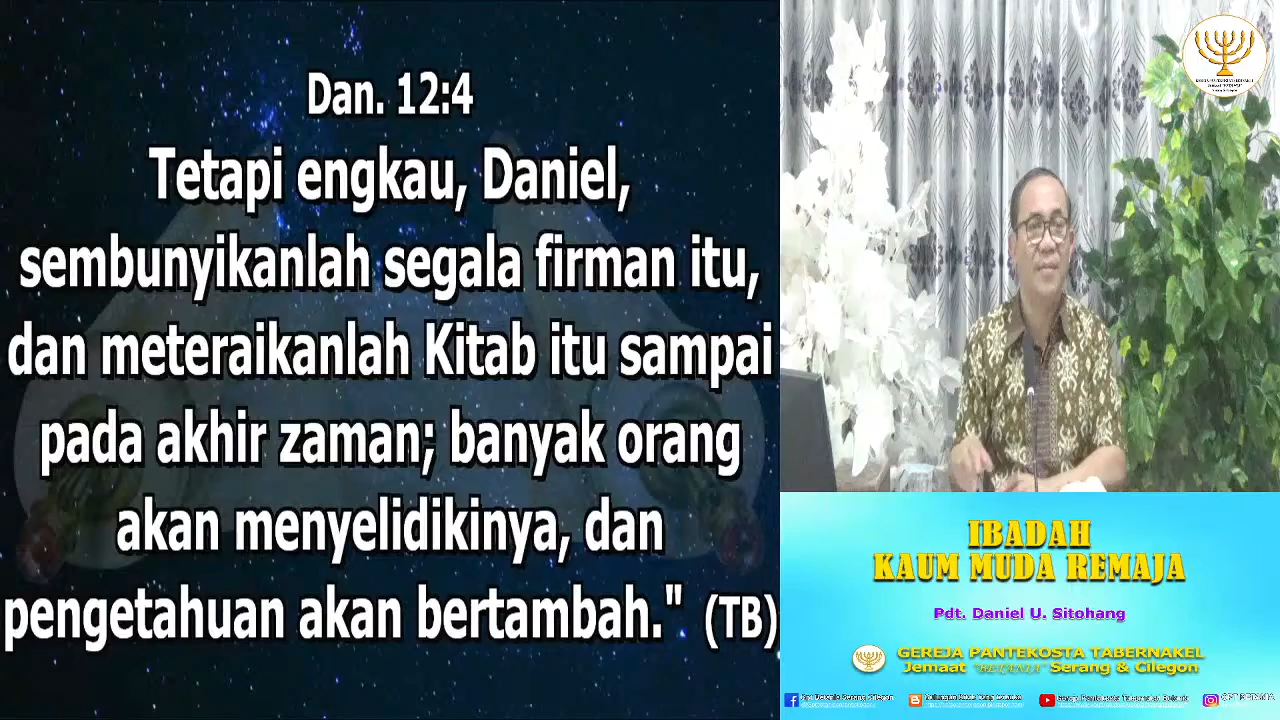 Dan. 12:4
Tetapi engkau, Daniel,
sembunyikanlah segala firman itu,
dan meteraikanlah Kitab itu sampai
pada akhir zaman; banyak orang
akan menyelidikinya, dan
pengetahuan akan bertambah." (TB)
IBADAH
KAUM MUDA REMAJA
Pdt. Daniel U. Sitohang
GEREJA PANTEKOSTA TABERNAKEL
Jemaat "BETANIA" Serang & Cilegon